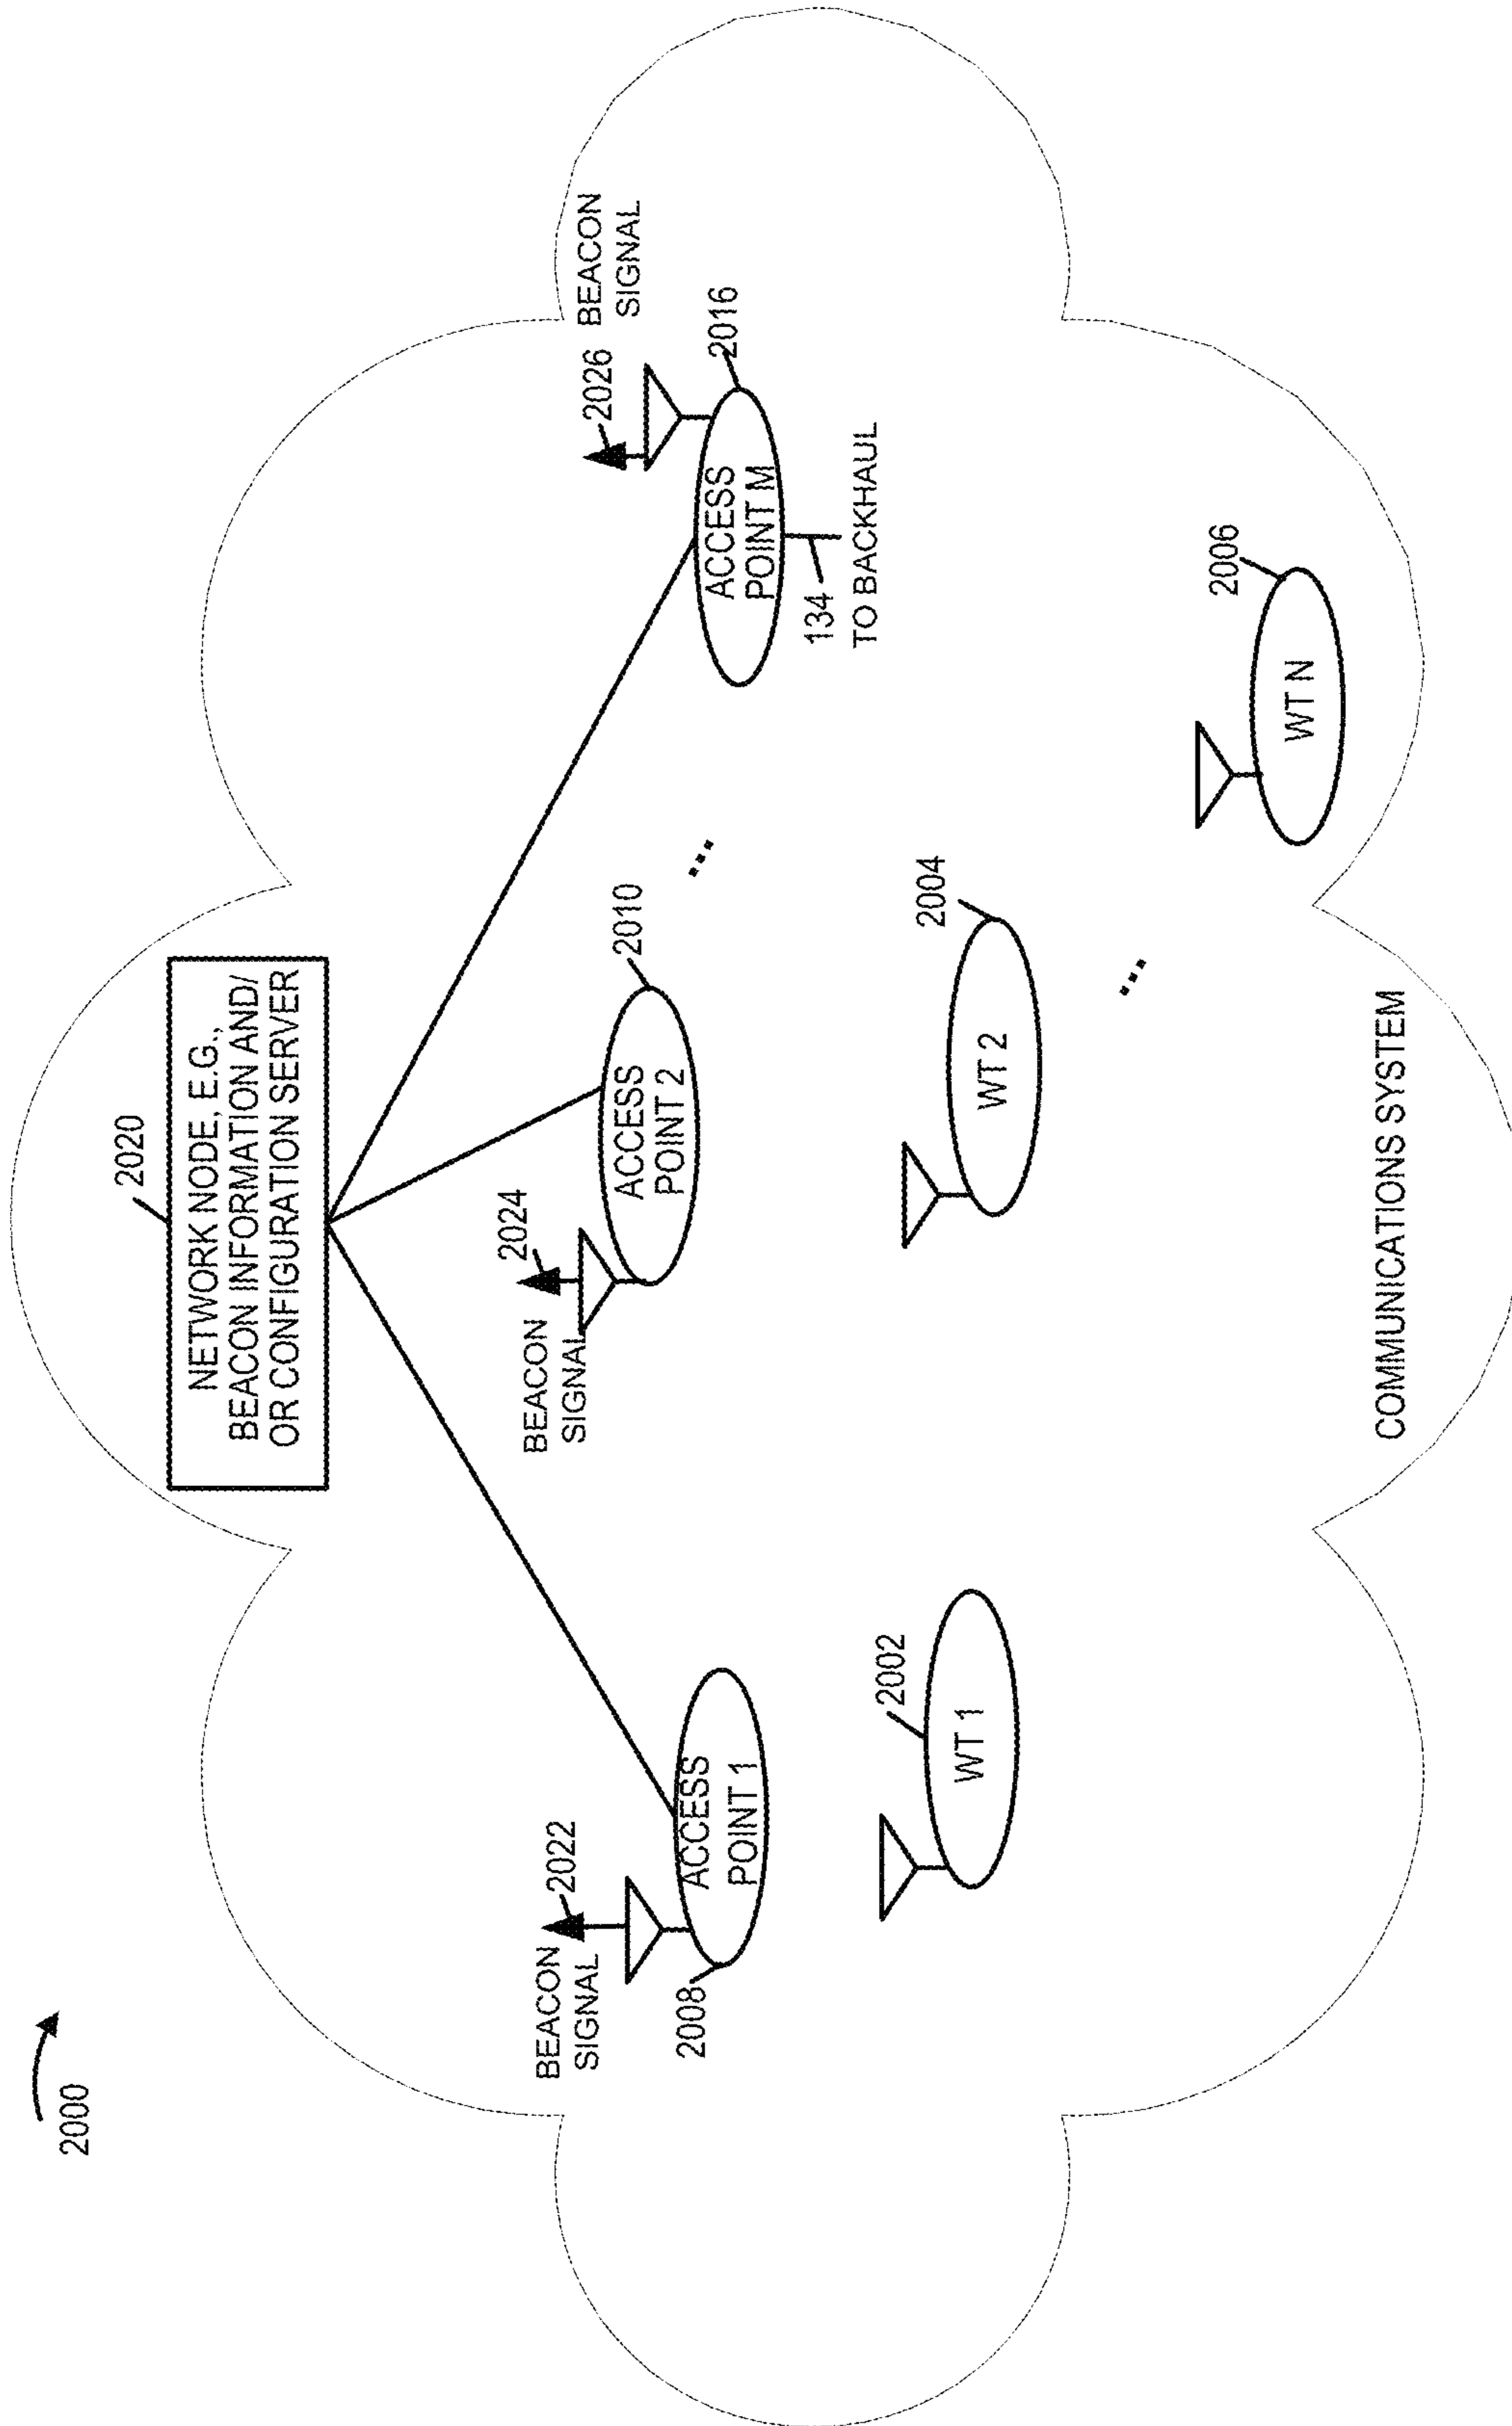 2000
2020
NETWORK NODE, E.G.,
BEACON INFORMATION AND/
OR CONFIGURATION SERVER
BEACON
SIGNAL
2022
2008
ACCESS
POINT 1
BEACON
SIGNAL
2024
ACCESS
POINT 2
2010
...
2026
BEACON
SIGNAL
2016
ACCESS
POINT M
134
TO BACKHAUL
2002
WT 1
2004
WT 2
...
2006
WT N
COMMUNICATIONS SYSTEM